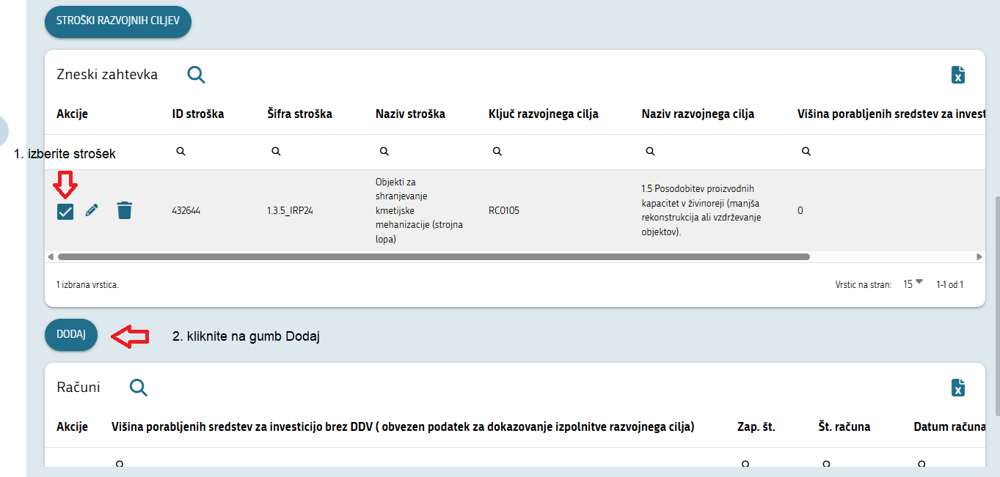 STROŠKI RAZVOJNIH CILJEV
Zneski zahtevka
Akcije ID stroška Šifra stroška Naziv stroška Ključ razvojnega cilja Naziv razvojnega cilja Višina porabljenih sredstev za invest
1. izberite strošek
432644 1.3.5_IRP24 RC0105 0
Objekti za
shranjevanje
kmetijske
mehanizacije (strojna
lopa)
1.5 Posodobitev proizvodnih
kapacitet v živinoreji (manjša
rekonstrukcija ali vzdrževanje
objektov).
1 izbrana vrstica. Vrstic na stran: 15 1-1 od 1
DODAJ 2. kliknite na gumb Dodaj
Računi
Akcije Višina porabljenih sredstev za investicijo brez DDV ( obvezen podatek za dokazovanje izpolnitve razvojnega cilja) Zap. št. Št. računa Datum računa